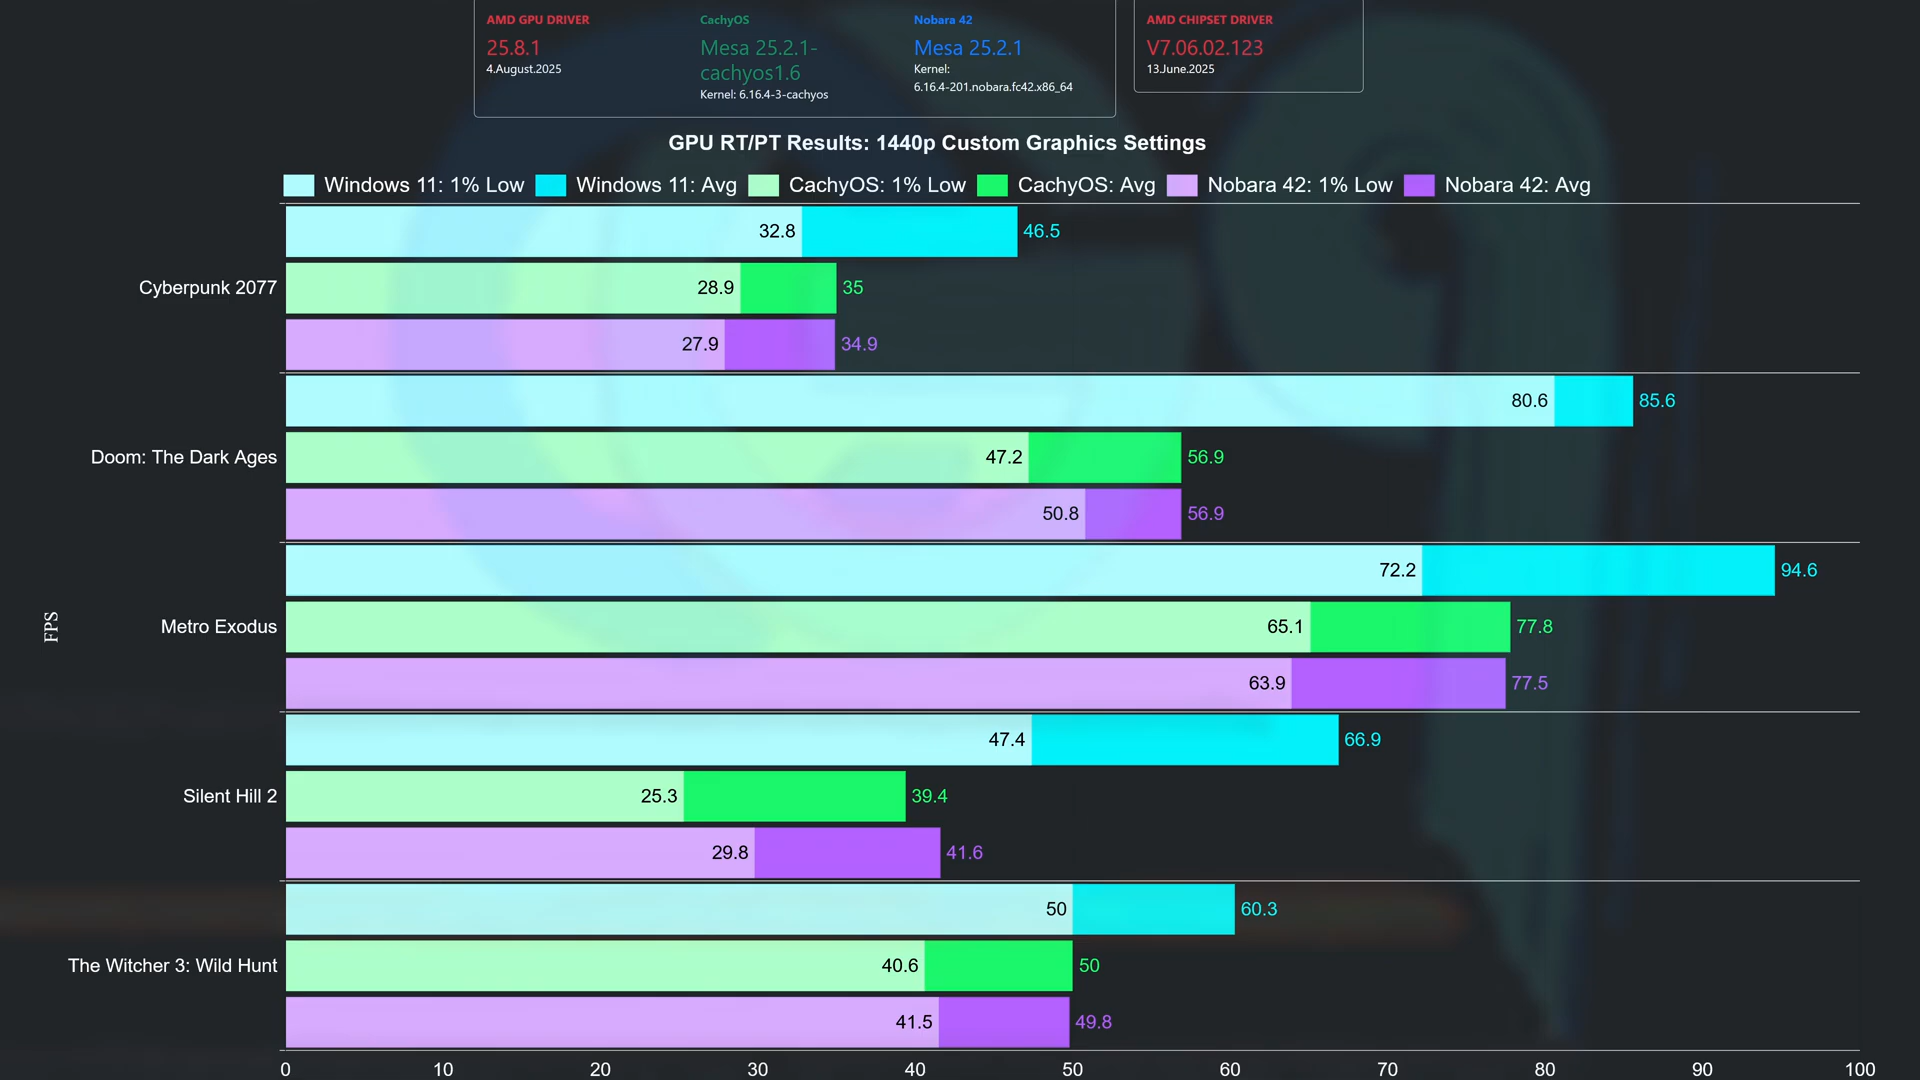 AMD GPU DRIVER
25.8.1
4.August.2025
CachyOS
Mesa 25.2.1-
cachyos1.6
Kernel: 6.16.4-3-cachyos
Nobara 42
Mesa 25.2.1
Kernel:
6.16.4-201.nobara.fc42.x86_64
AMD CHIPSET DRIVER
V7.06.02.123
13.June.2025
GPU RT/PT Results: 1440p Custom Graphics Settings
Windows 11: 1% Low Windows 11: Avg CachyOS: 1% Low CachyOS: Avg Nobara 42: 1% Low Nobara 42: Avg
32.8 46.5
Cyberpunk 2077 28.9 35
27.9 34.9
80.6 85.6
Doom: The Dark Ages 47.2 56.9
50.8 56.9
72.2 94.6
FPS
Metro Exodus 65.1 77.8
63.9 77.5
47.4 66.9
Silent Hill 2 25.3 39.4
29.8 41.6
50 60.3
The Witcher 3: Wild Hunt 40.6 50
41.5 49.8
0 10 20 30 40 50 60 70 80 90 100